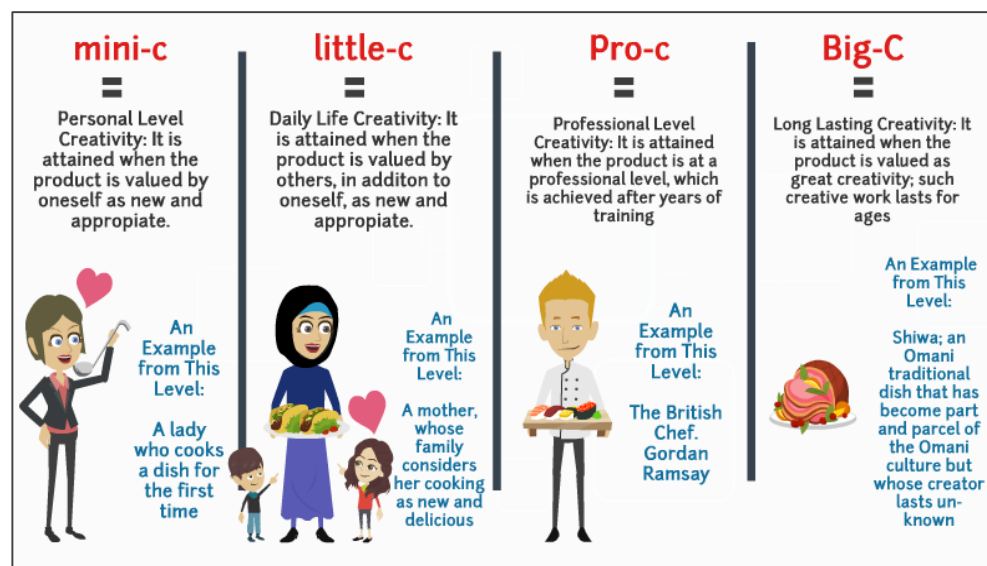 mini-c
=
Personal Level
Creativity: It is
attained when the
product is valued by
oneself as new and
appropiate.
An
Example
from This
Level:
A lady
who cooks
a dish for
the first
time
little-c
=
Daily Life Creativity: It
is attained when the
product is valued by
others, in additon to
oneself, as new and
appropiate.
An
Example
from This
Level:
A mother,
whose
family
considers
her cooking
as new and
delicious
Pro-c
=
Professional Level
Creativity: It is attained
when the product is at a
professional level, which
is achieved after years of
training
An
Example
from This
Level:
The British
Chef.
Gordan
Ramsay
Big-C
=
Long Lasting Creativity: It
is attained when the
product is valued as
great creativity; such
creative work lasts for
ages
An Example
from This
Level:
Shiwa; an
Omani
traditional
dish that has
become part
and parcel of
the Omani
culture but
whose creator
lasts un-
known